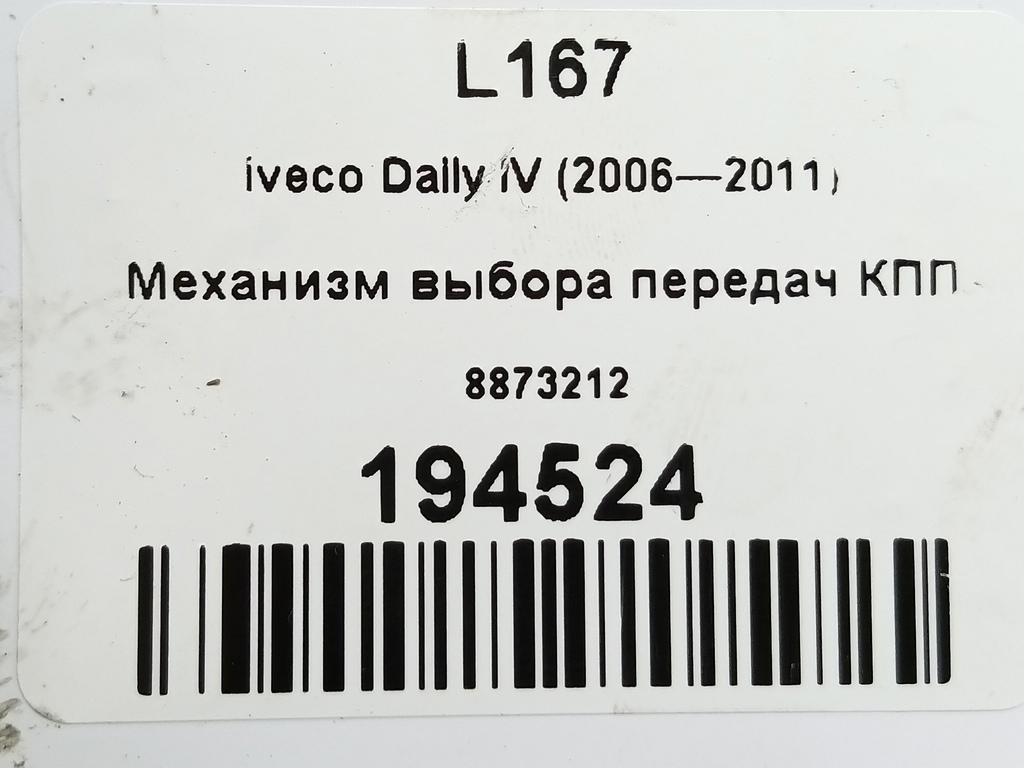 L167
iveco Daily IV (2006—2011)
Механизм выбора передач КПП
8873212
194524